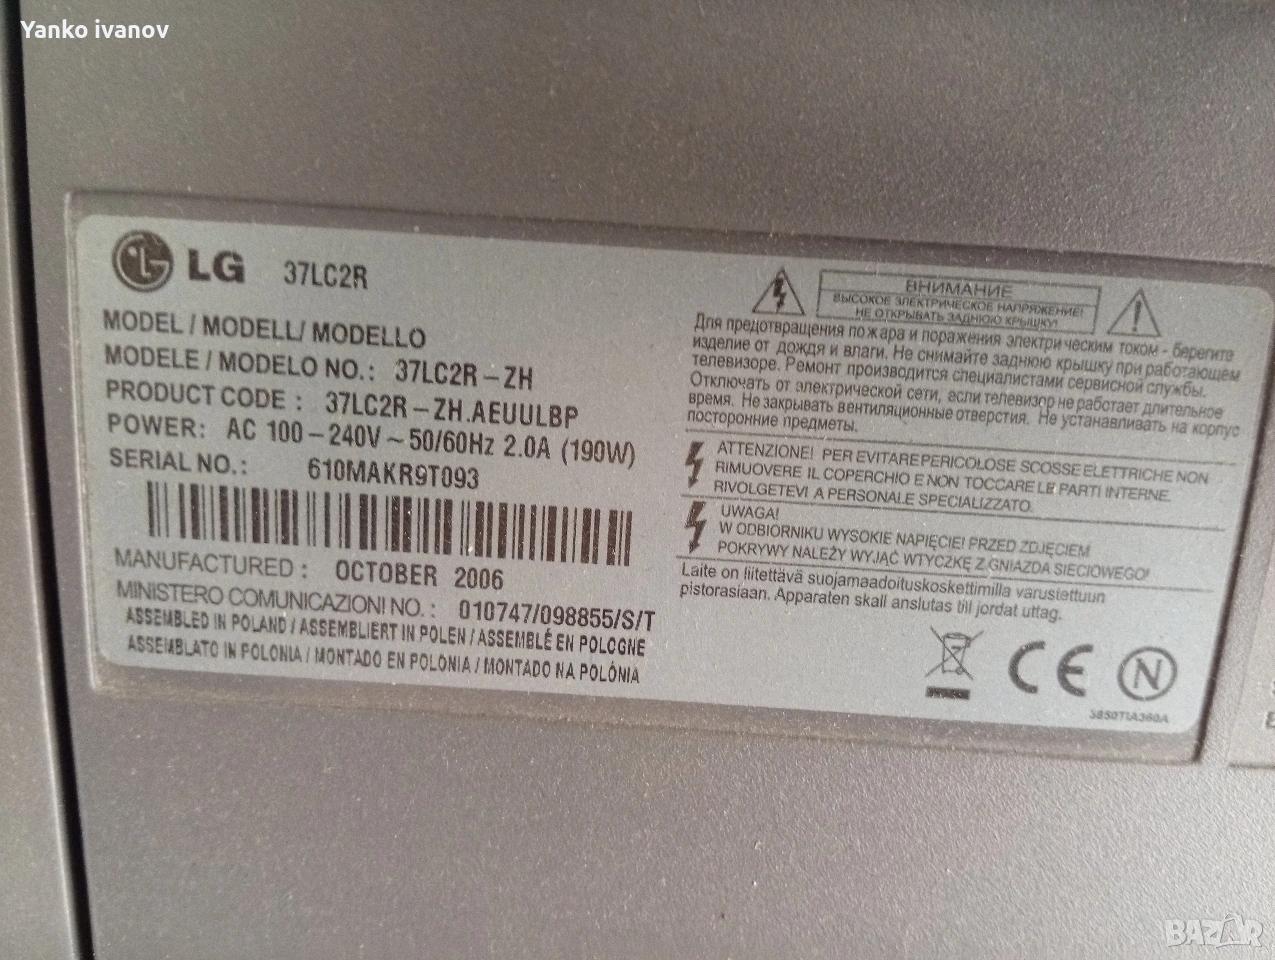 Yanko ivanov
LG 37LC2R
MODEL / MODELL/ MODELLO
MODELE / MODELO NO.: 37LC2R-ZH
PRODUCT CODE : 37LC2R-ZH.AEUULBP
POWER: AC 100-240V~50/60Hz 2.0A (190W)
SERIAL NO.: 610MAKR9T093
MANUFACTURED : OCTOBER 2006
MINISTERO COMUNICAZIONI NO. : 010747/098855/S/T
ASSEMBLED IN POLAND / ASSEMBLIERT IN POLEN / ASSEMBLÉ EN POLOGNE
ASSEMBLATO IN POLONIA / MONTADO EN POLÓNIA / MONTADO NA POLÓNIA
ВНИМАНИЕ
ВЫСОКОЕ ЭЛЕКТРИЧЕСКОЕ НАПРЯЖЕНИЕ!
НЕ ОТКРЫВАТЬ ЗАДНЮЮ КРЫШКУ!
Для предотвращения пожара и поражения электрическим током - берегите
изделие от дождя и влаги. Не снимайте заднюю крышку при работающем
телевизоре. Ремонт производится специалистами сервисной службы.
Отключать от электрической сети, если телевизор не работает длительное
время. Не закрывать вентиляционные отверстия. Не устанавливать на корпус
посторонние предметы.
ATTENZIONE! PER EVITARE PERICOLOSE SCOSSE ELETTRICHE NON
RIMUOVERE IL COPERCHIO E NON TOCCARE LE PARTI INTERNE.
RIVOLGETEVI A PERSONALE SPECIALIZZATO.
UWAGA!
W ODBIORNIKU WYSOKIE NAPIĘCIE! PRZED ZDJĘCIEM
POKRYWY NALEŻY WYJĄĆ WTYCZKĘ Z GNIAZDA SIECIOWEGO!
Laite on liitettävä suojamaadoituskoskettimilla varustettuun
pistorasiaan. Apparaten skall anslutas till jordat uttag.
CE N
3850TIA360A
BAZAR